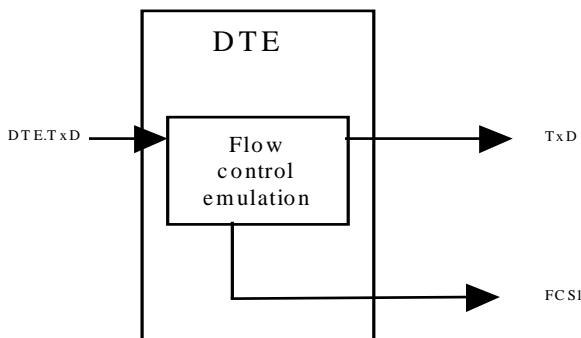 DTE
DTE.TxD
Flow
control
emulation
TxD
FCS1